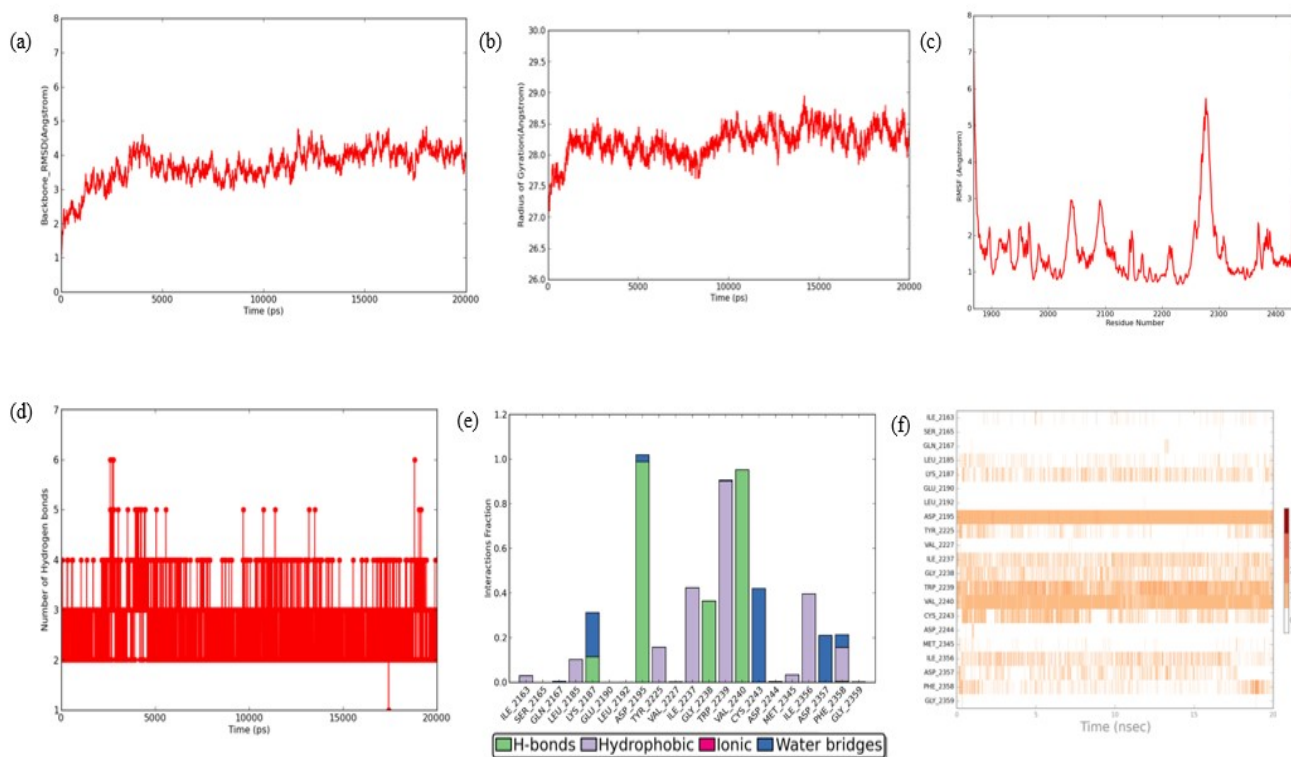 (a)
8
7
6
5
4
3
2
1
0
Backbone_RMSD(Angstrom)
0 5000 10000 15000 20000
Time (ps)
(b)
30.0
29.5
29.0
28.5
28.0
27.5
27.0
26.5
26.0
Radius of Gyration(Angstrom)
0 5000 10000 15000 20000
Time (ps)
(c)
8
7
6
5
4
3
2
1
0
RMSF (Angstrom)
1900 2000 2100 2200 2300 2400
Residue Number
(d)
7
6
5
4
3
2
1
Number of Hydrogen bonds
0 5000 10000 15000 20000
Time (ps)
(e)
1.2
1.0
0.8
0.6
0.4
0.2
0.0
Interactions Fraction
ILE_2163 SER_2165 GLN_2167 LEU_2185 LYS_2187 GLU_2190 LEU_2192 ASP_2195 TYR_2225 VAL_2227 ILE_2237 GLY_2238 TRP_2239 VAL_2240 CYS_2243 ASP_2244 MET_2345 ILE_2356 ASP_2357 PHE_2358 GLY_2359
H-bonds Hydrophobic Ionic Water bridges
(f)
ILE_2163
SER_2165
GLN_2167
LEU_2185
LYS_2187
GLU_2190
LEU_2192
ASP_2195
TYR_2225
VAL_2227
ILE_2237
GLY_2238
TRP_2239
VAL_2240
CYS_2243
ASP_2244
MET_2345
ILE_2356
ASP_2357
PHE_2358
GLY_2359
0 5 10 15 20
Time (nsec)